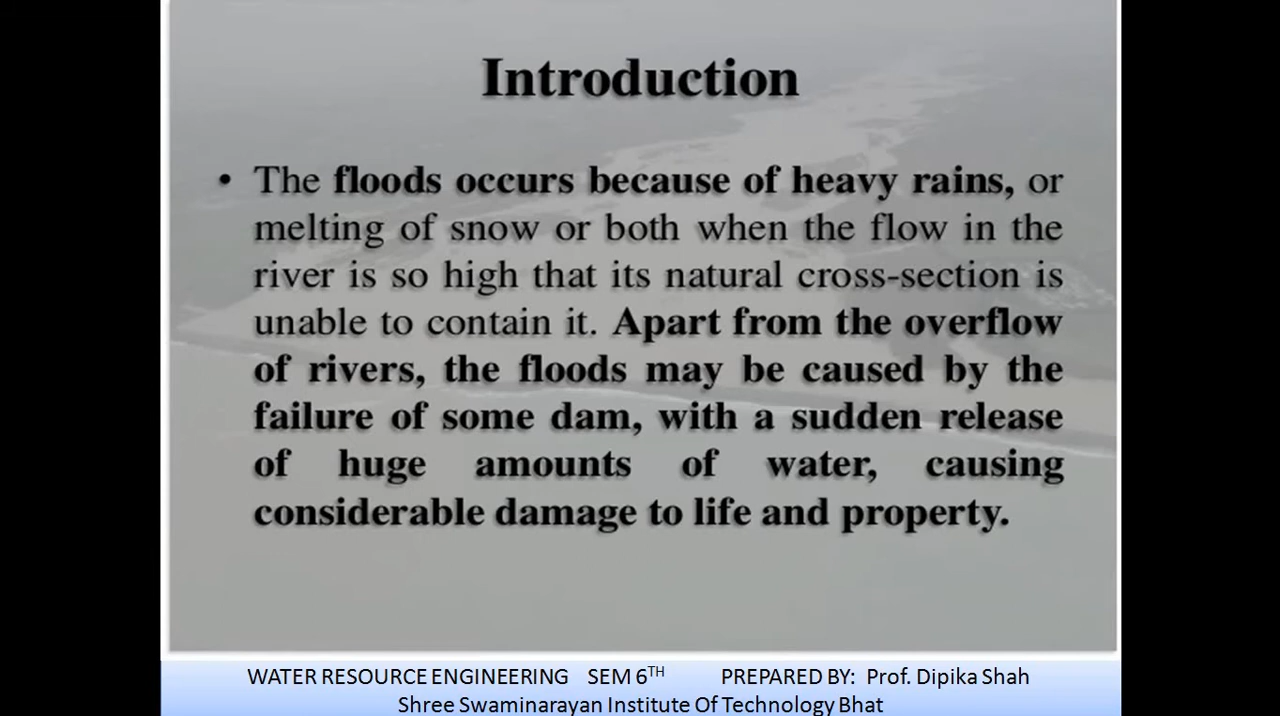 Introduction
• The floods occurs because of heavy rains, or
melting of snow or both when the flow in the
river is so high that its natural cross-section is
unable to contain it. Apart from the overflow
of rivers, the floods may be caused by the
failure of some dam, with a sudden release
of huge amounts of water, causing
considerable damage to life and property.
WATER RESOURCE ENGINEERING SEM 6TH PREPARED BY: Prof. Dipika Shah
Shree Swaminarayan Institute Of Technology Bhat